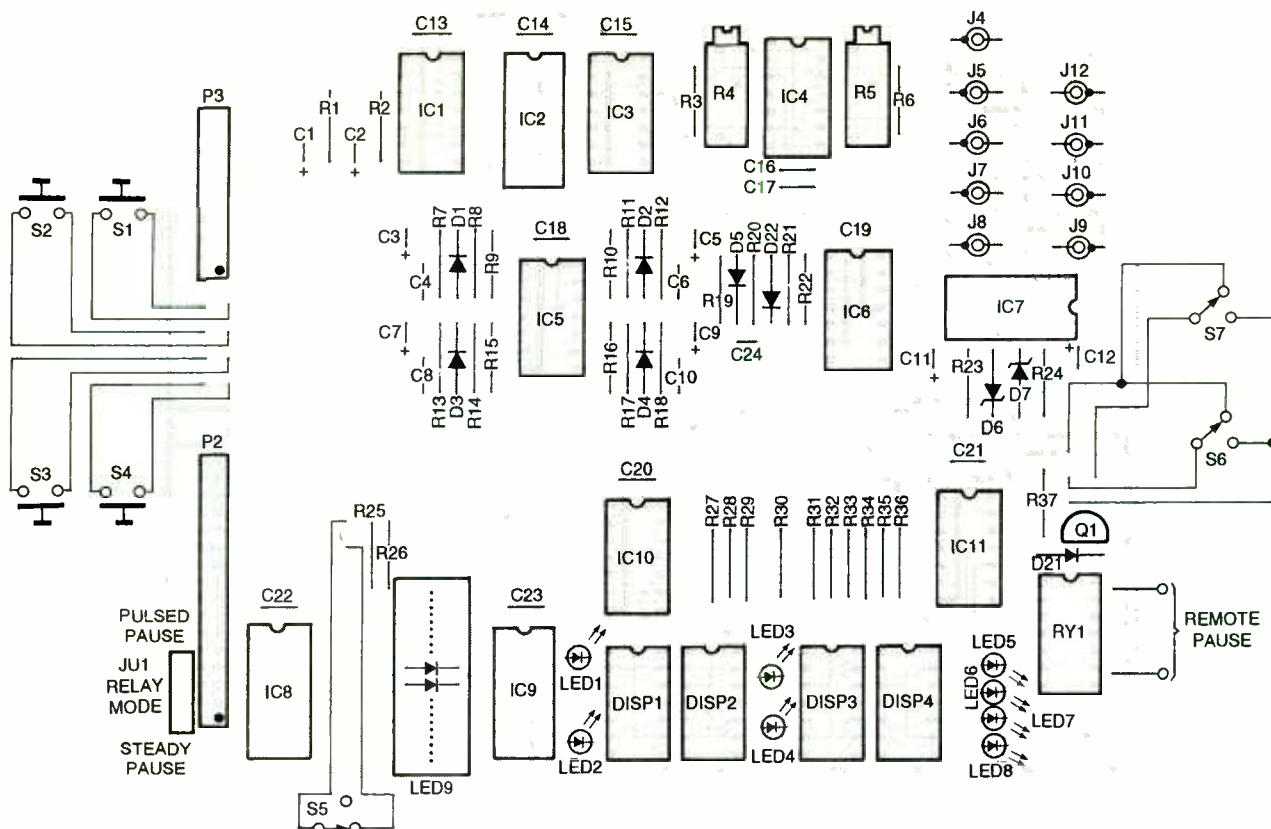 C13 C14 C15 J4
P3 R1 R2 IC1 IC2 IC3 R3 R4 IC4 R5 R6 J5 J12
C1 C2 J6 J11
C16
C17 J7 J10
S2 S1 J8 J9
C3 R7 D1 R8 C18 R11 D2 R12 C5 D5 R20 D22 R21 C19
C4 R9 R10 C6 R19 R22
IC5 IC6 IC7 S7
C7 R15 R16 C9 C24 C11 R23 R24 C12
C8 C10 D7
R13 D3 R14 R17 D4 R18 D6
P2 S6
S3 S4 C20 C21
R25 R27 R28 R29 R30 R31 R32 R33 R34 R35 R36 R37
R26 IC10 IC11 Q1
D21
C22 C23 RY1 REMOTE
PAUSE
PULSED
PAUSE
LED3 LED5
JU1
RELAY
MODE
IC8 IC9 LED1 DISP1 DISP2 DISP3 DISP4 LED6
LED7
STEADY
PAUSE
LED2 LED4 LED8
LED9
S5
+ + + + + + + +